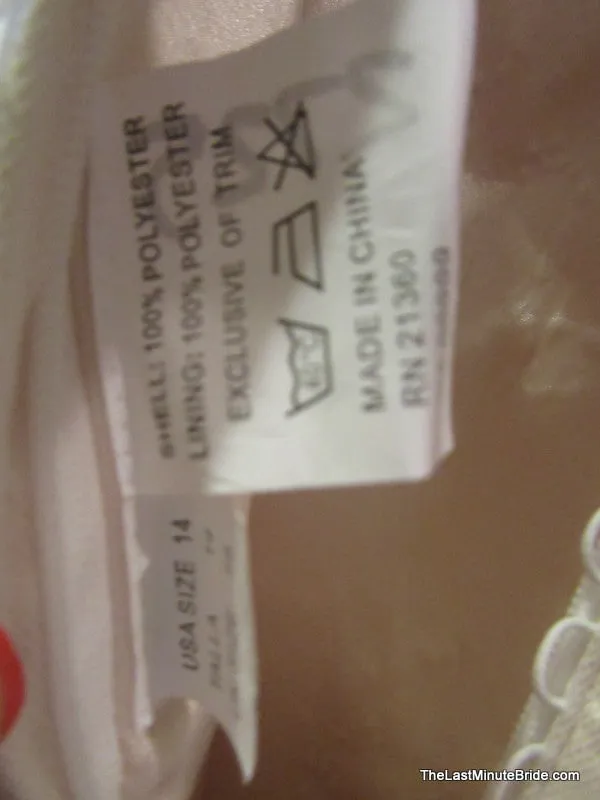 SHELL: 100% POLYESTER
LINING: 100% POLYESTER
EXCLUSIVE OF TRIM
MADE IN CHINA
RN 21360
USA SIZE 14
TALLA
TheLastMinuteBride.com